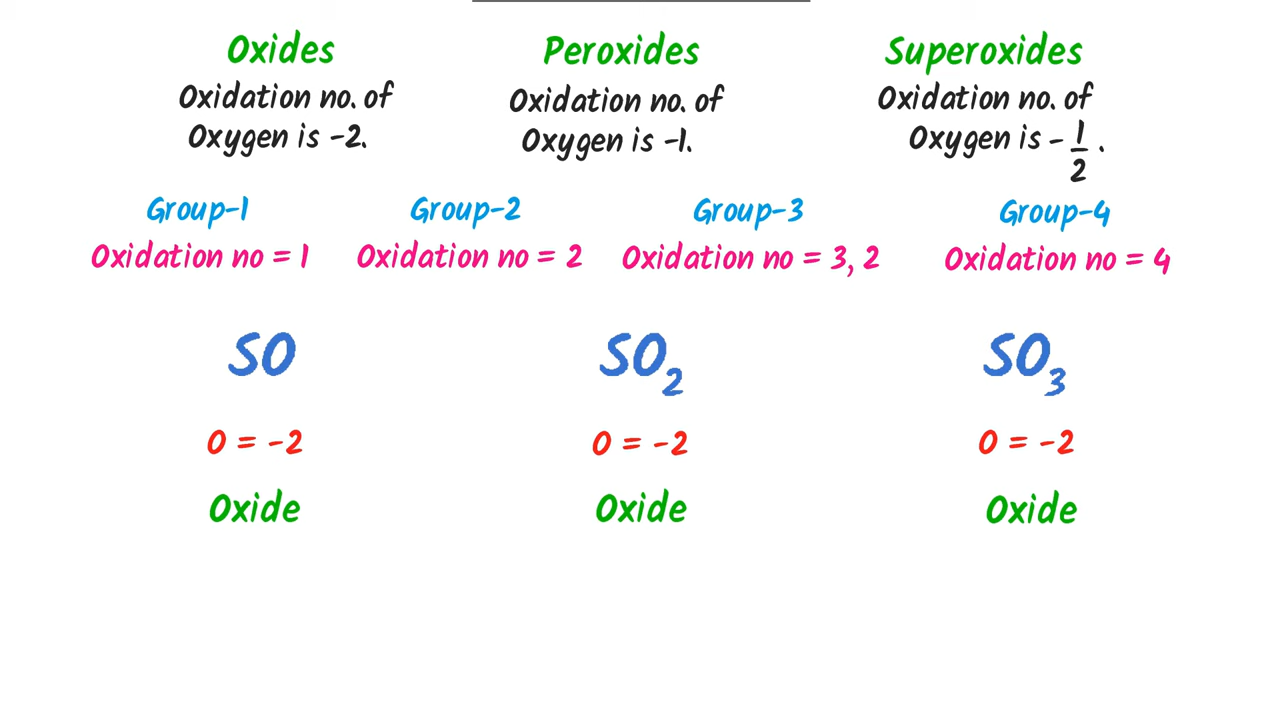 Oxides
Oxidation no. of
Oxygen is -2.
Peroxides
Oxidation no. of
Oxygen is -1.
Superoxides
Oxidation no. of
Oxygen is -1/2.
Group-1
Oxidation no = 1
Group-2
Oxidation no = 2
Group-3
Oxidation no = 3, 2
Group-4
Oxidation no = 4
SO
O = -2
Oxide
SO₂
O = -2
Oxide
SO₃
O = -2
Oxide